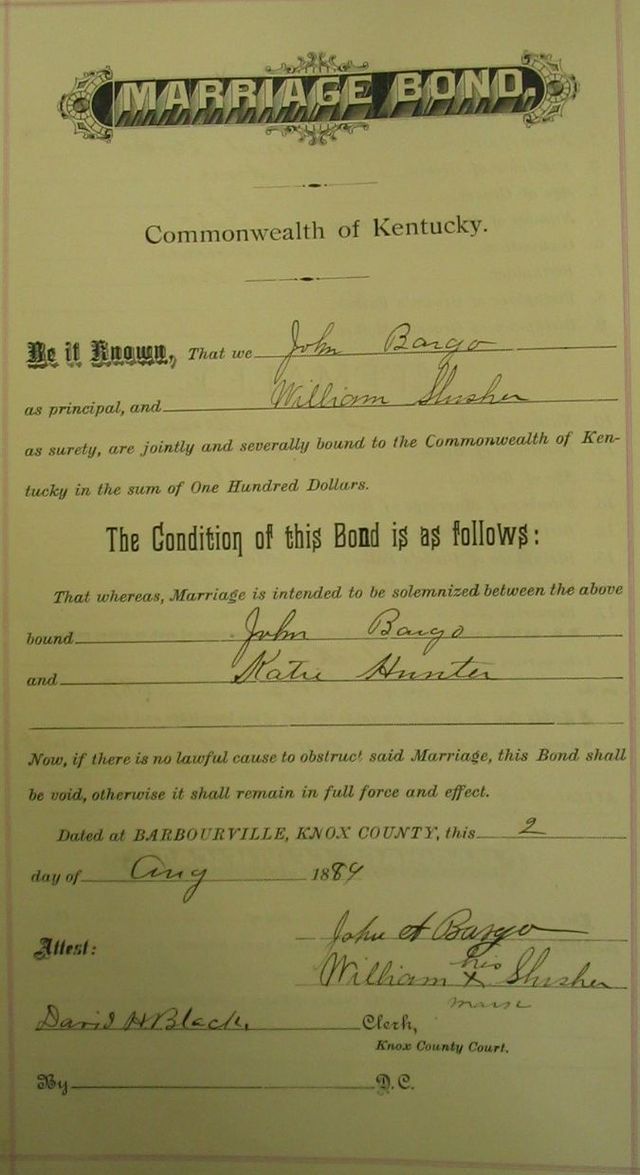 MARRIAGE BOND.
Commonwealth of Kentucky.
Be it Known, That we John Bargo
as principal, and William Slusher
as surety, are jointly and severally bound to the Commonwealth of Ken-
tucky in the sum of One Hundred Dollars.
The Condition of this Bond is as follows:
That whereas, Marriage is intended to be solemnized between the above
bound John Bargo
and Katie Hunter
Now, if there is no lawful cause to obstruct said Marriage, this Bond shall
be void, otherwise it shall remain in full force and effect.
Dated at BARBOURVILLE, KNOX COUNTY, this 2
day of Aug 1889
John A Bargo
Attest:
his
William X Slusher
mark
David H Black, Clerk,
Knox County Court.
By D.C.